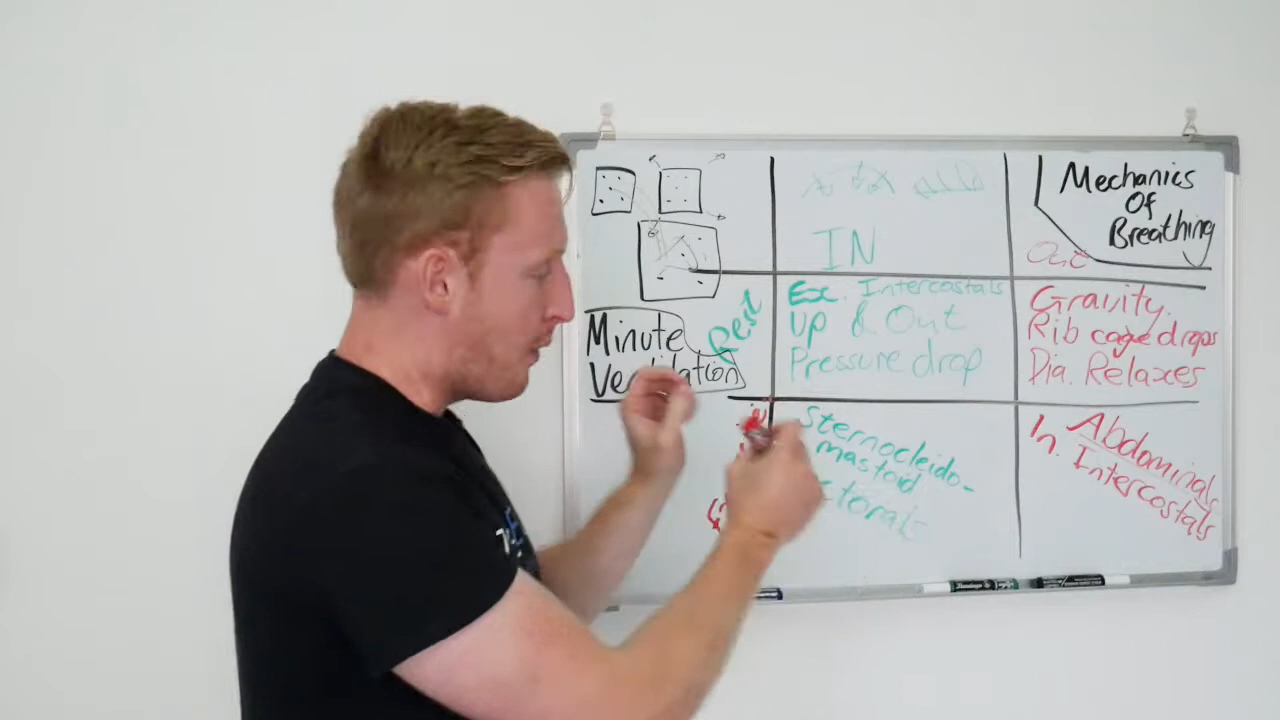 Mechanics
Of
Breathing
IN
Out
Minute
Rest
Ex. Intercostals
Up & Out
Pressure drop
Gravity.
Rib cage drops
Dia. Relaxes
Sternocleido-
mastoid
Abdominals
In. Intercostals